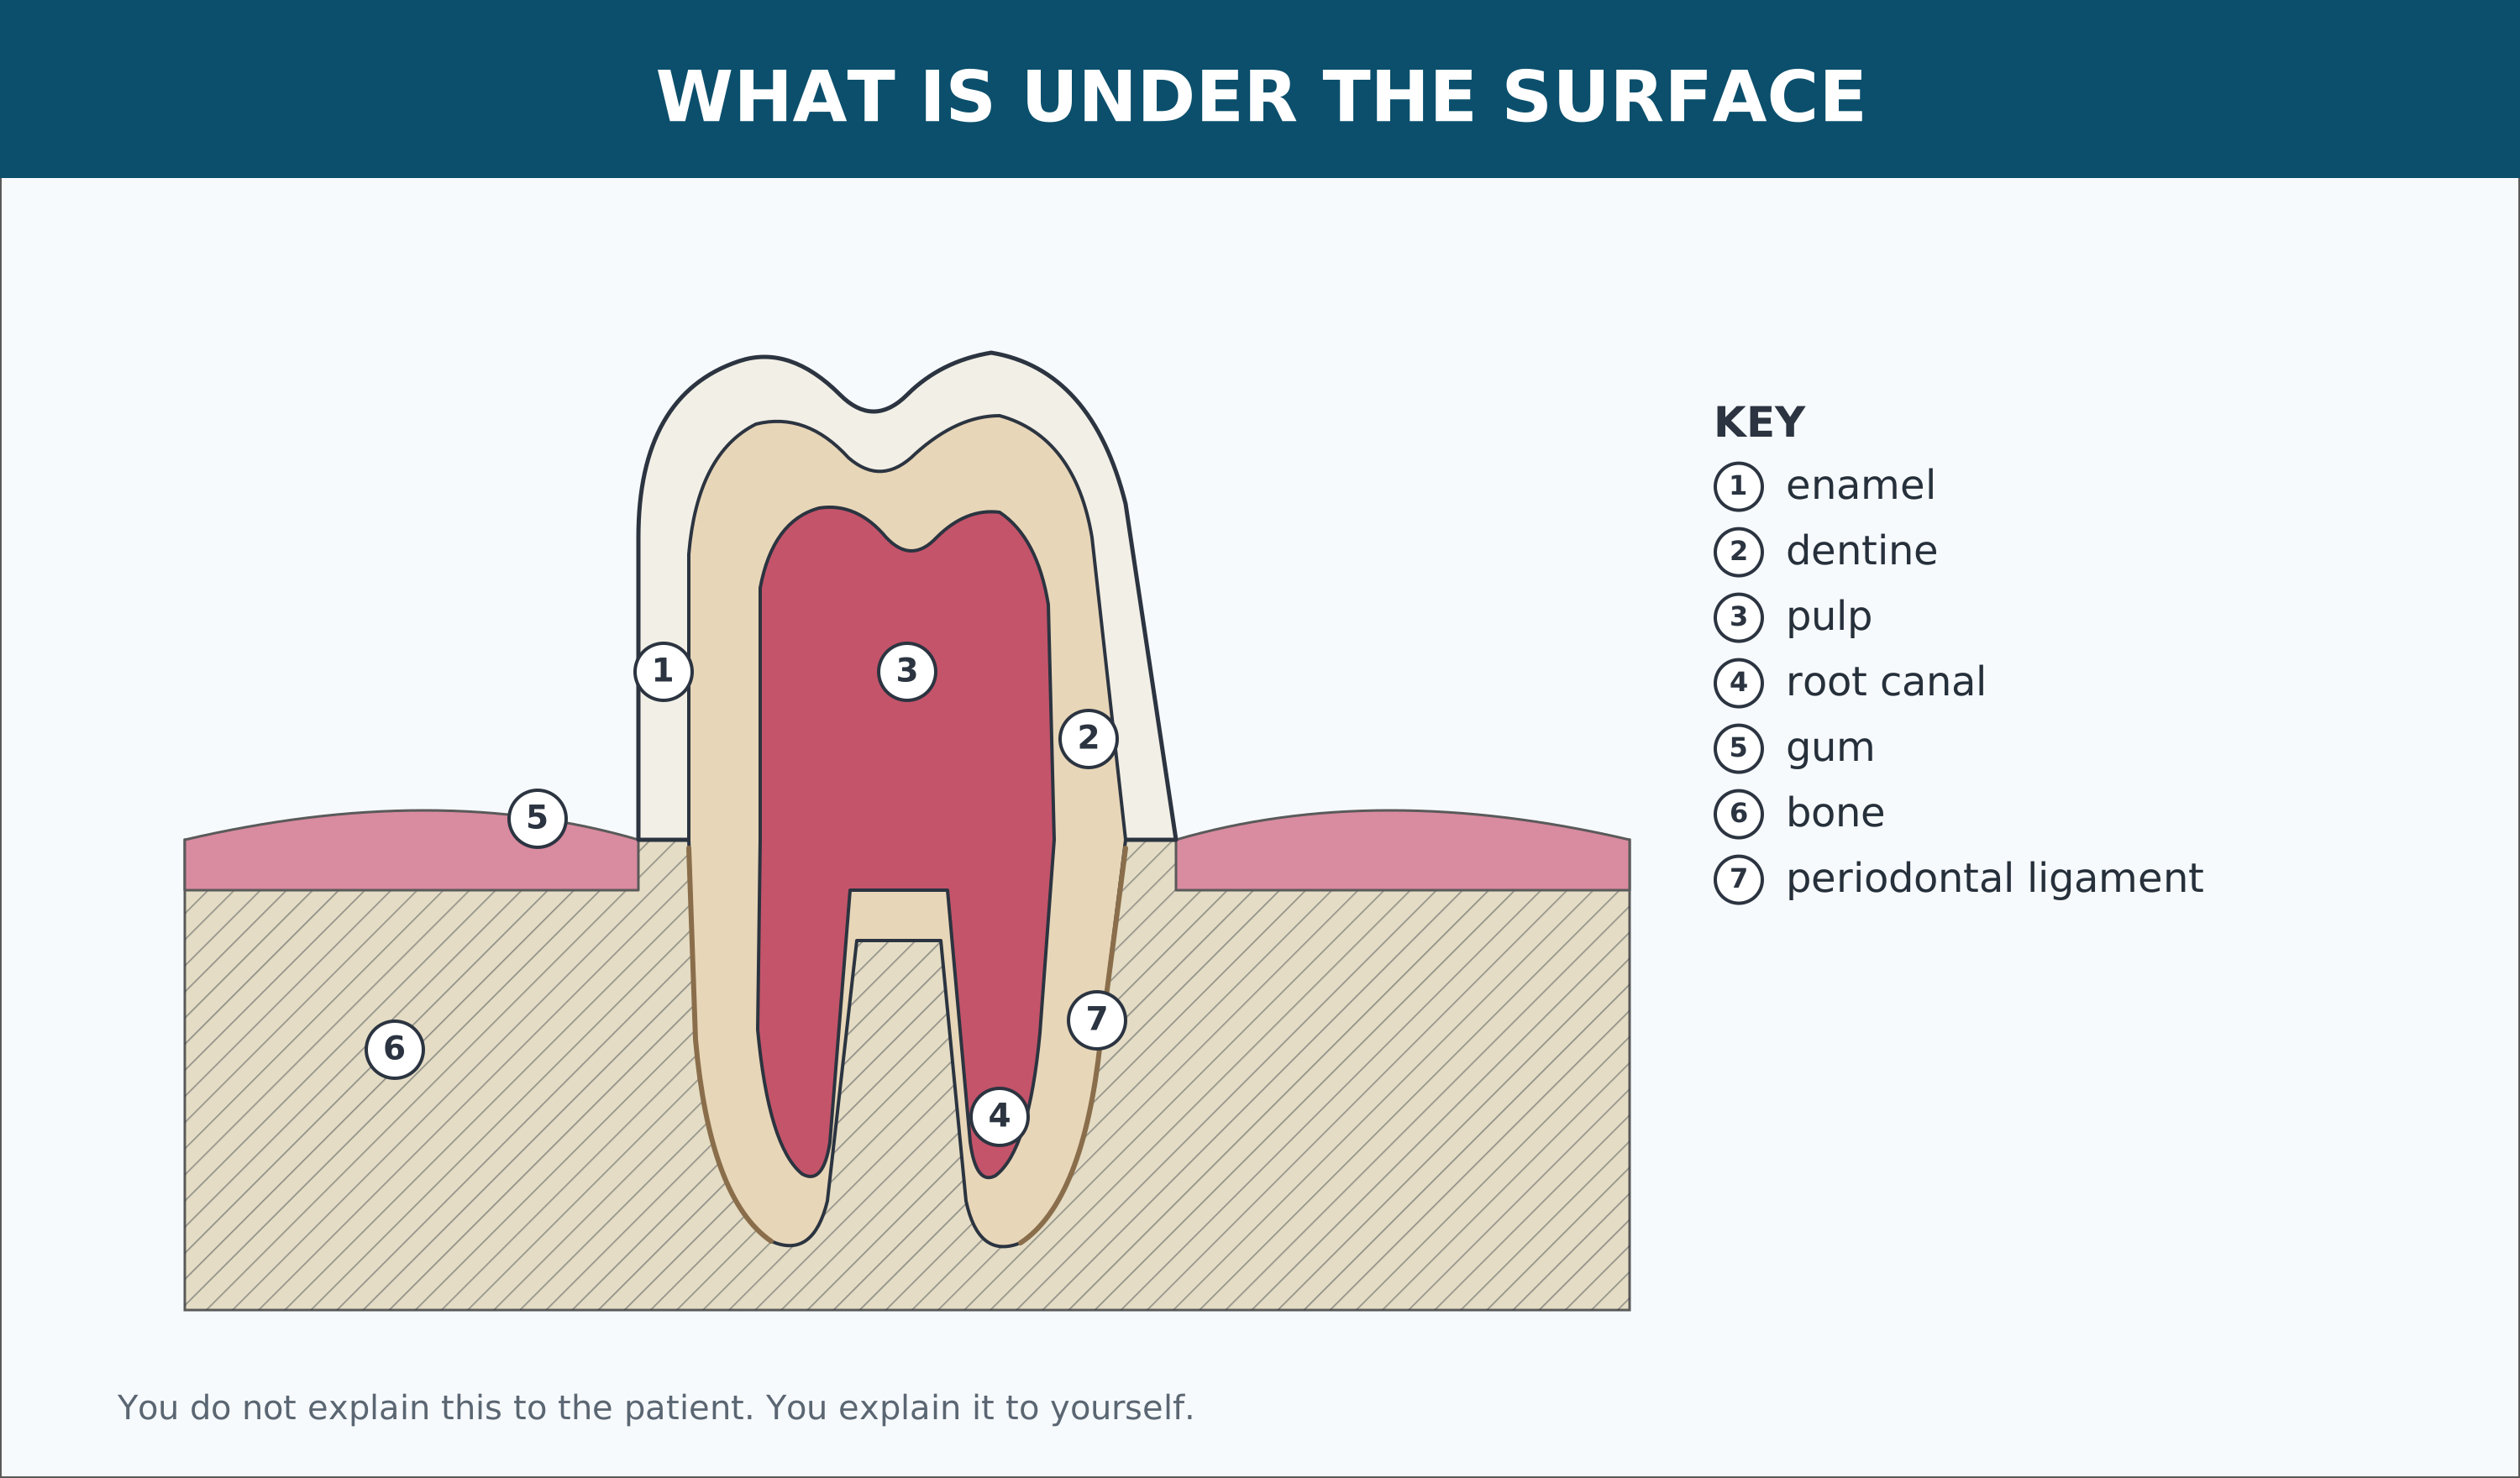 WHAT IS UNDER THE SURFACE
KEY
1 enamel
2 dentine
3 pulp
4 root canal
5 gum
6 bone
7 periodontal ligament
1
3
2
5
7
6
4
You do not explain this to the patient. You explain it to yourself.